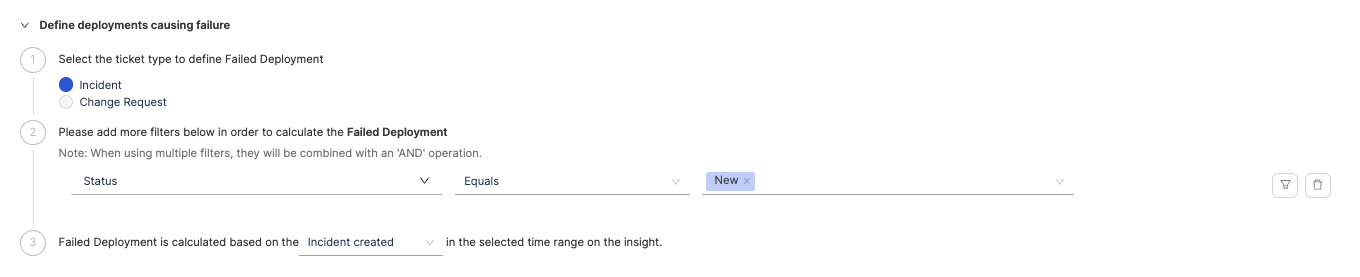 Define deployments causing failure
1 Select the ticket type to define Failed Deployment
Incident
Change Request
2 Please add more filters below in order to calculate the Failed Deployment
Note: When using multiple filters, they will be combined with an 'AND' operation.
Status Equals New ×
3 Failed Deployment is calculated based on the Incident created in the selected time range on the insight.